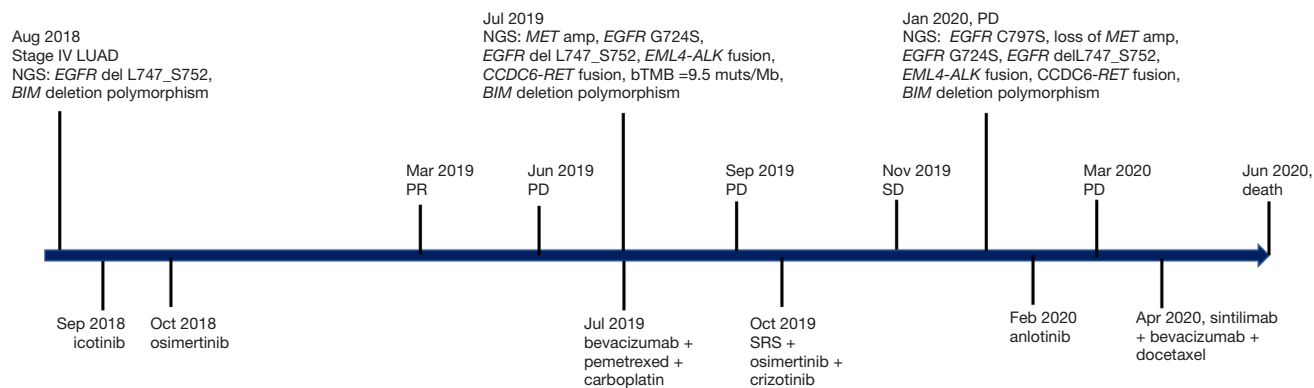 Aug 2018
Stage IV LUAD
NGS: EGFR del L747_S752,
BIM deletion polymorphism
Jul 2019
NGS: MET amp, EGFR G724S,
EGFR del L747_S752, EML4-ALK fusion,
CCDC6-RET fusion, bTMB =9.5 muts/Mb,
BIM deletion polymorphism
Jan 2020, PD
NGS: EGFR C797S, loss of MET amp,
EGFR G724S, EGFR delL747_S752,
EML4-ALK fusion, CCDC6-RET fusion,
BIM deletion polymorphism
Mar 2019
PR
Jun 2019
PD
Sep 2019
PD
Nov 2019
SD
Mar 2020
PD
Jun 2020,
death
Sep 2018
icotinib
Oct 2018
osimertinib
Jul 2019
bevacizumab +
pemetrexed +
carboplatin
Oct 2019
SRS +
osimertinib +
crizotinib
Feb 2020
anlotinib
Apr 2020, sintilimab
+ bevacizumab +
docetaxel